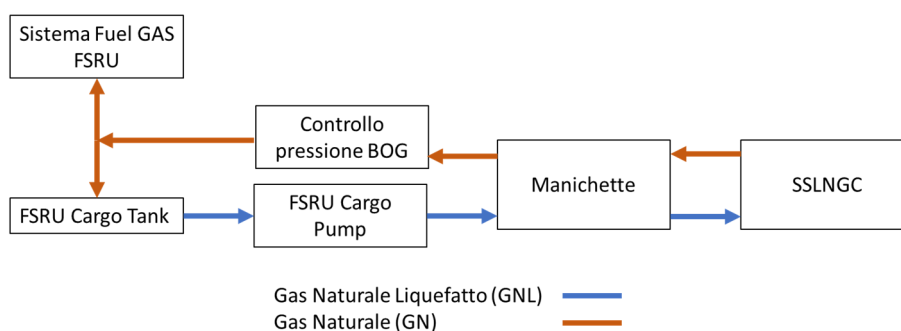 Sistema Fuel GAS
FSRU
Controllo
pressione BOG
Manichette
SSLNGC
FSRU Cargo Tank
FSRU Cargo
Pump
Gas Naturale Liquefatto (GNL)
Gas Naturale (GN)